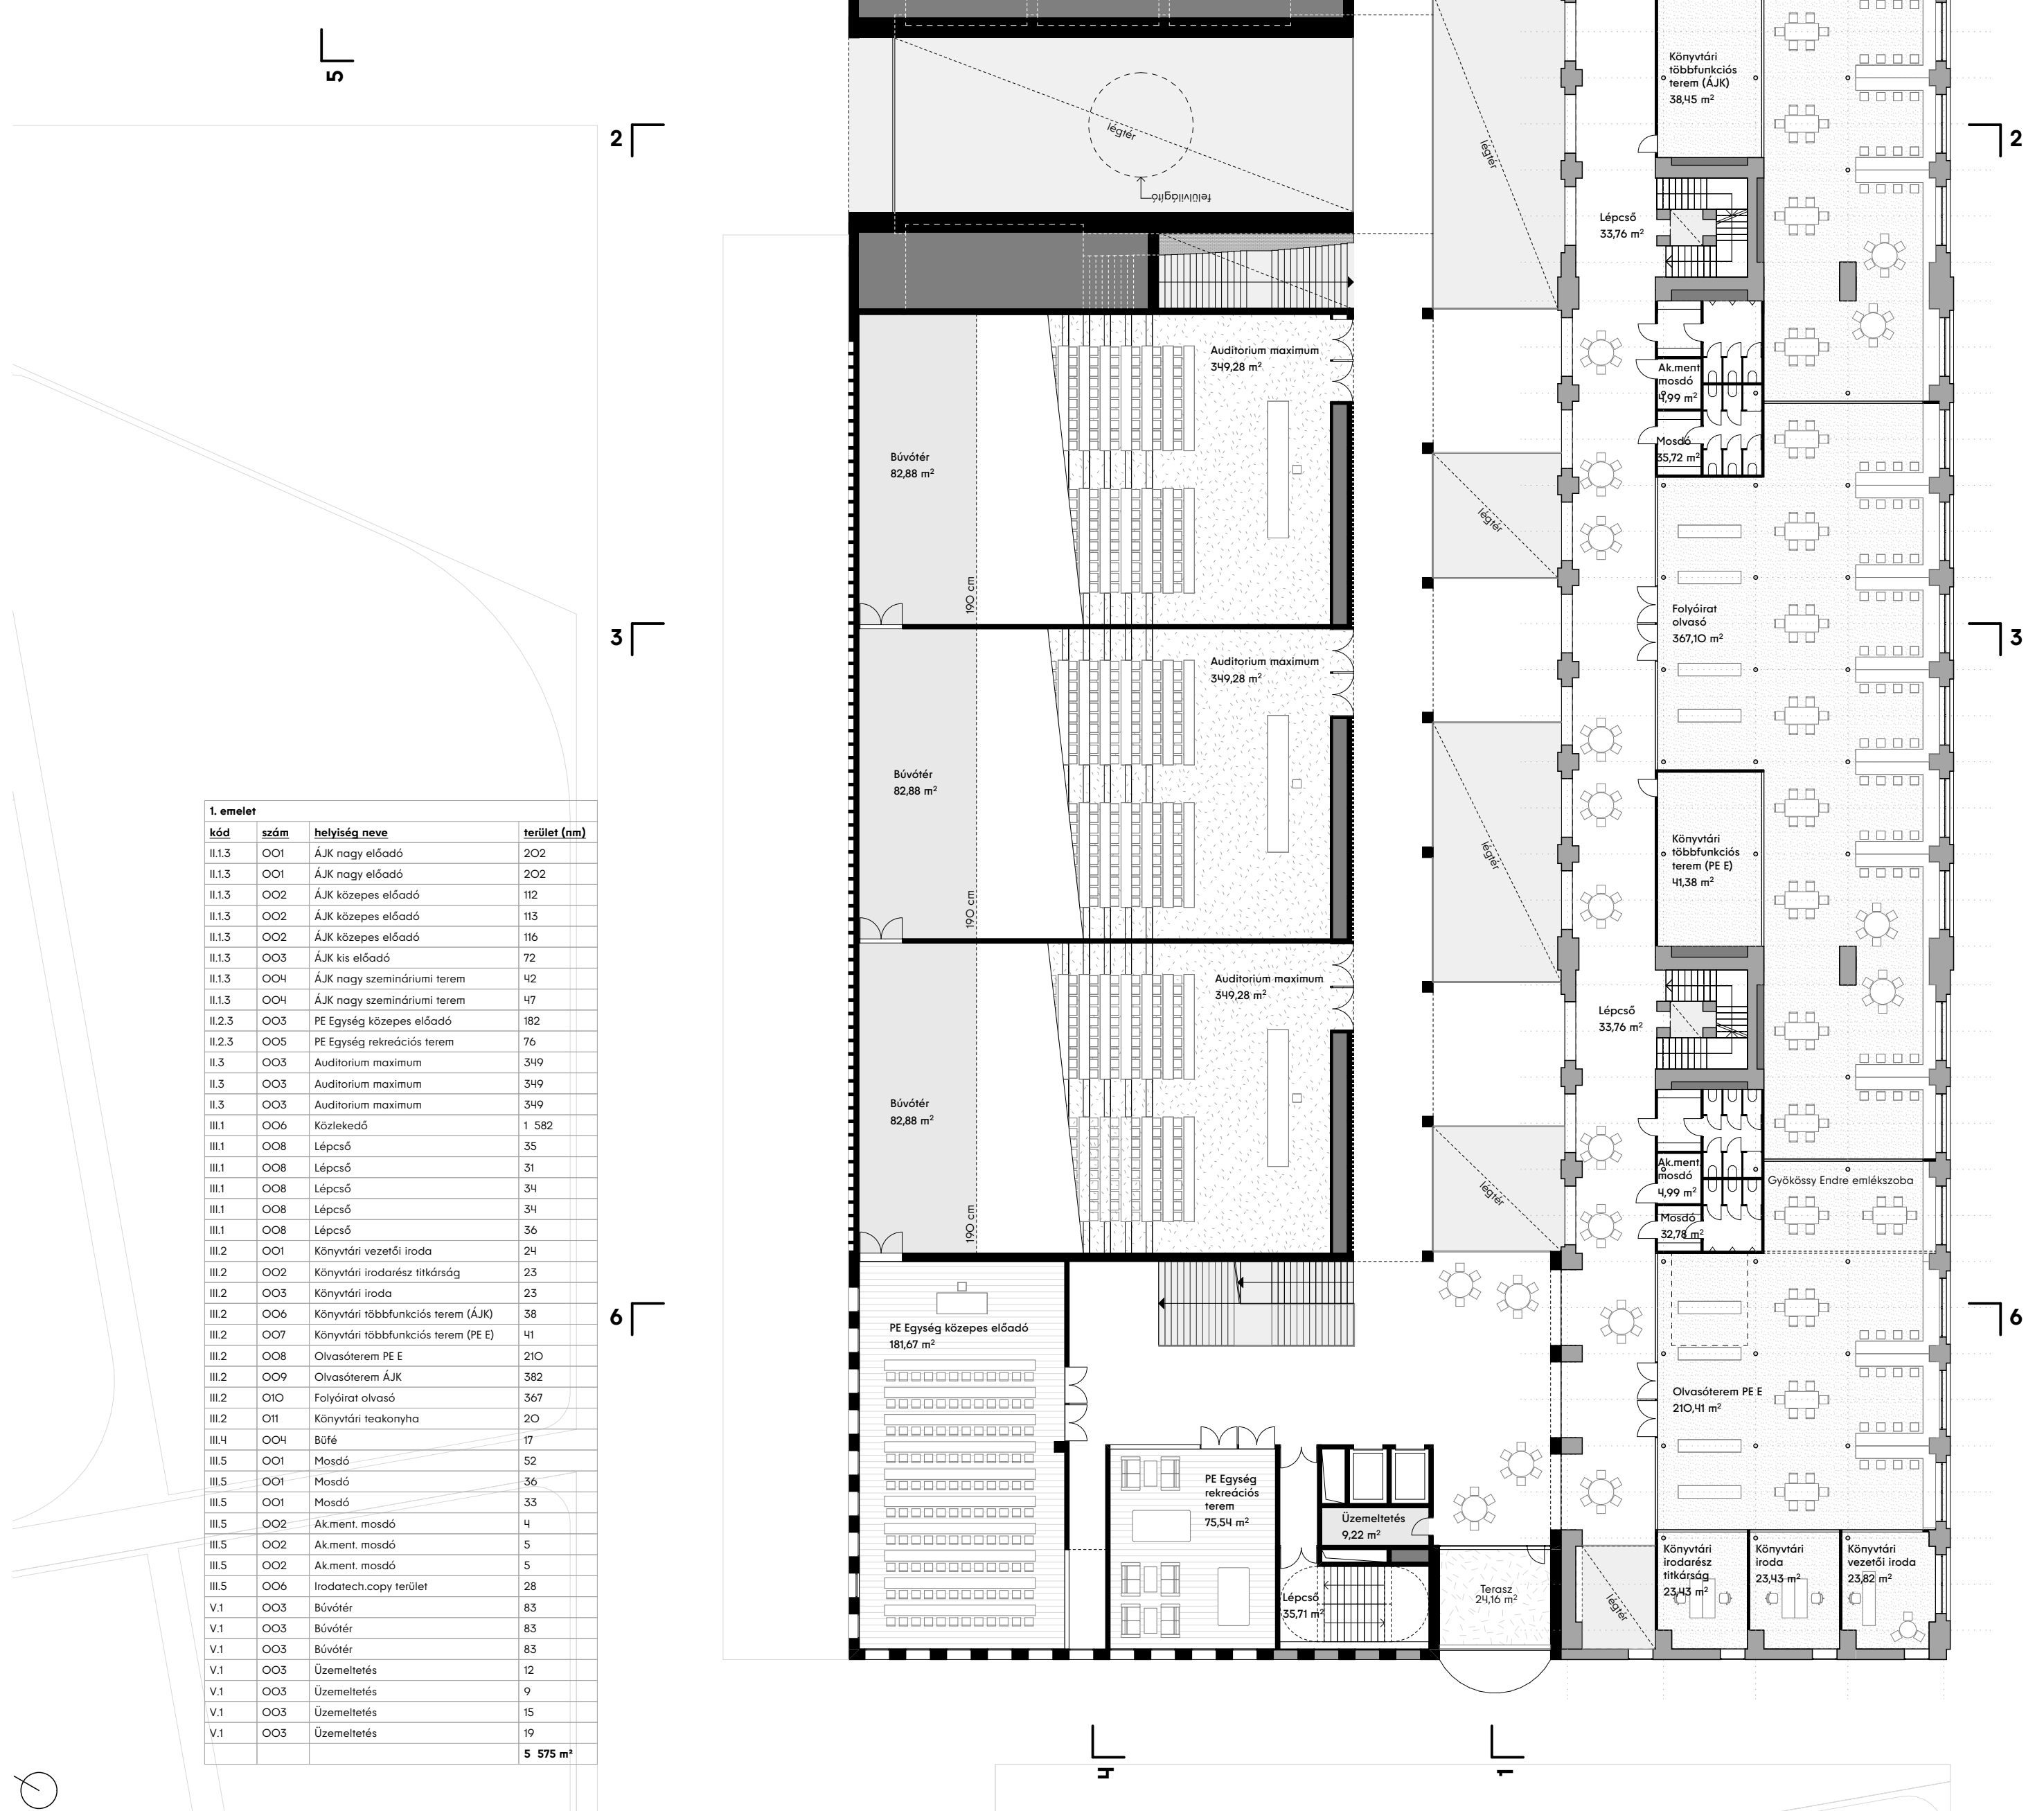 5
2
2
3
3
6
6
4
1
légtér
felülvilágító
légtér
Könyvtári
többfunkciós
terem (ÁJK)
38,45 m²
Lépcső
33,76 m²
Auditorium maximum
349,28 m²
Búvótér
82,88 m²
190 cm
Ak.ment.
mosdó
4,99 m²
Mosdó
35,72 m²
légtér
Folyóirat
olvasó
367,10 m²
Auditorium maximum
349,28 m²
Búvótér
82,88 m²
190 cm
légtér
Könyvtári
többfunkciós
terem (PE E)
41,38 m²
Auditorium maximum
349,28 m²
Búvótér
82,88 m²
190 cm
Lépcső
33,76 m²
Ak.ment.
mosdó
4,99 m²
Mosdó
32,78 m²
Gyökössy Endre emlékszoba
légtér
PE Egység közepes előadó
181,67 m²
Olvasóterem PE E
210,41 m²
PE Egység
rekreációs
terem
75,54 m²
Üzemeltetés
9,22 m²
Lépcső
35,71 m²
Terasz
24,16 m²
légtér
Könyvtári
irodarész
titkárság
23,43 m²
Könyvtári
iroda
23,43 m²
Könyvtári
vezetői iroda
23,82 m²
1. emelet
kód szám helyiség neve terület (nm)
II.1.3 001 ÁJK nagy előadó 202
II.1.3 001 ÁJK nagy előadó 202
II.1.3 002 ÁJK közepes előadó 112
II.1.3 002 ÁJK közepes előadó 113
II.1.3 002 ÁJK közepes előadó 116
II.1.3 003 ÁJK kis előadó 72
II.1.3 004 ÁJK nagy szemináriumi terem 42
II.1.3 004 ÁJK nagy szemináriumi terem 47
II.2.3 003 PE Egység közepes előadó 182
II.2.3 005 PE Egység rekreációs terem 76
II.3 003 Auditorium maximum 349
II.3 003 Auditorium maximum 349
II.3 003 Auditorium maximum 349
III.1 006 Közlekedő 1 582
III.1 008 Lépcső 35
III.1 008 Lépcső 31
III.1 008 Lépcső 34
III.1 008 Lépcső 34
III.1 008 Lépcső 36
III.2 001 Könyvtári vezetői iroda 24
III.2 002 Könyvtári irodarész titkárság 23
III.2 003 Könyvtári iroda 23
III.2 006 Könyvtári többfunkciós terem (ÁJK) 38
III.2 007 Könyvtári többfunkciós terem (PE E) 41
III.2 008 Olvasóterem PE E 210
III.2 009 Olvasóterem ÁJK 382
III.2 010 Folyóirat olvasó 367
III.2 011 Könyvtári teakonyha 20
III.4 004 Büfé 17
III.5 001 Mosdó 52
III.5 001 Mosdó 36
III.5 001 Mosdó 33
III.5 002 Ak.ment. mosdó 4
III.5 002 Ak.ment. mosdó 5
III.5 002 Ak.ment. mosdó 5
III.5 006 Irodatech.copy terület 28
V.1 003 Búvótér 83
V.1 003 Búvótér 83
V.1 003 Búvótér 83
V.1 003 Üzemeltetés 12
V.1 003 Üzemeltetés 9
V.1 003 Üzemeltetés 15
V.1 003 Üzemeltetés 19
5 575 m²